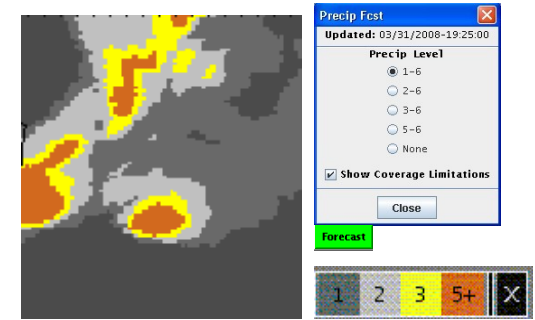 Precip Fcst
Updated: 03/31/2008-19:25:00
Precip Level
1-6
2-6
3-6
5-6
None
Show Coverage Limitations
Close
Forecast
1 2 3 5+ X